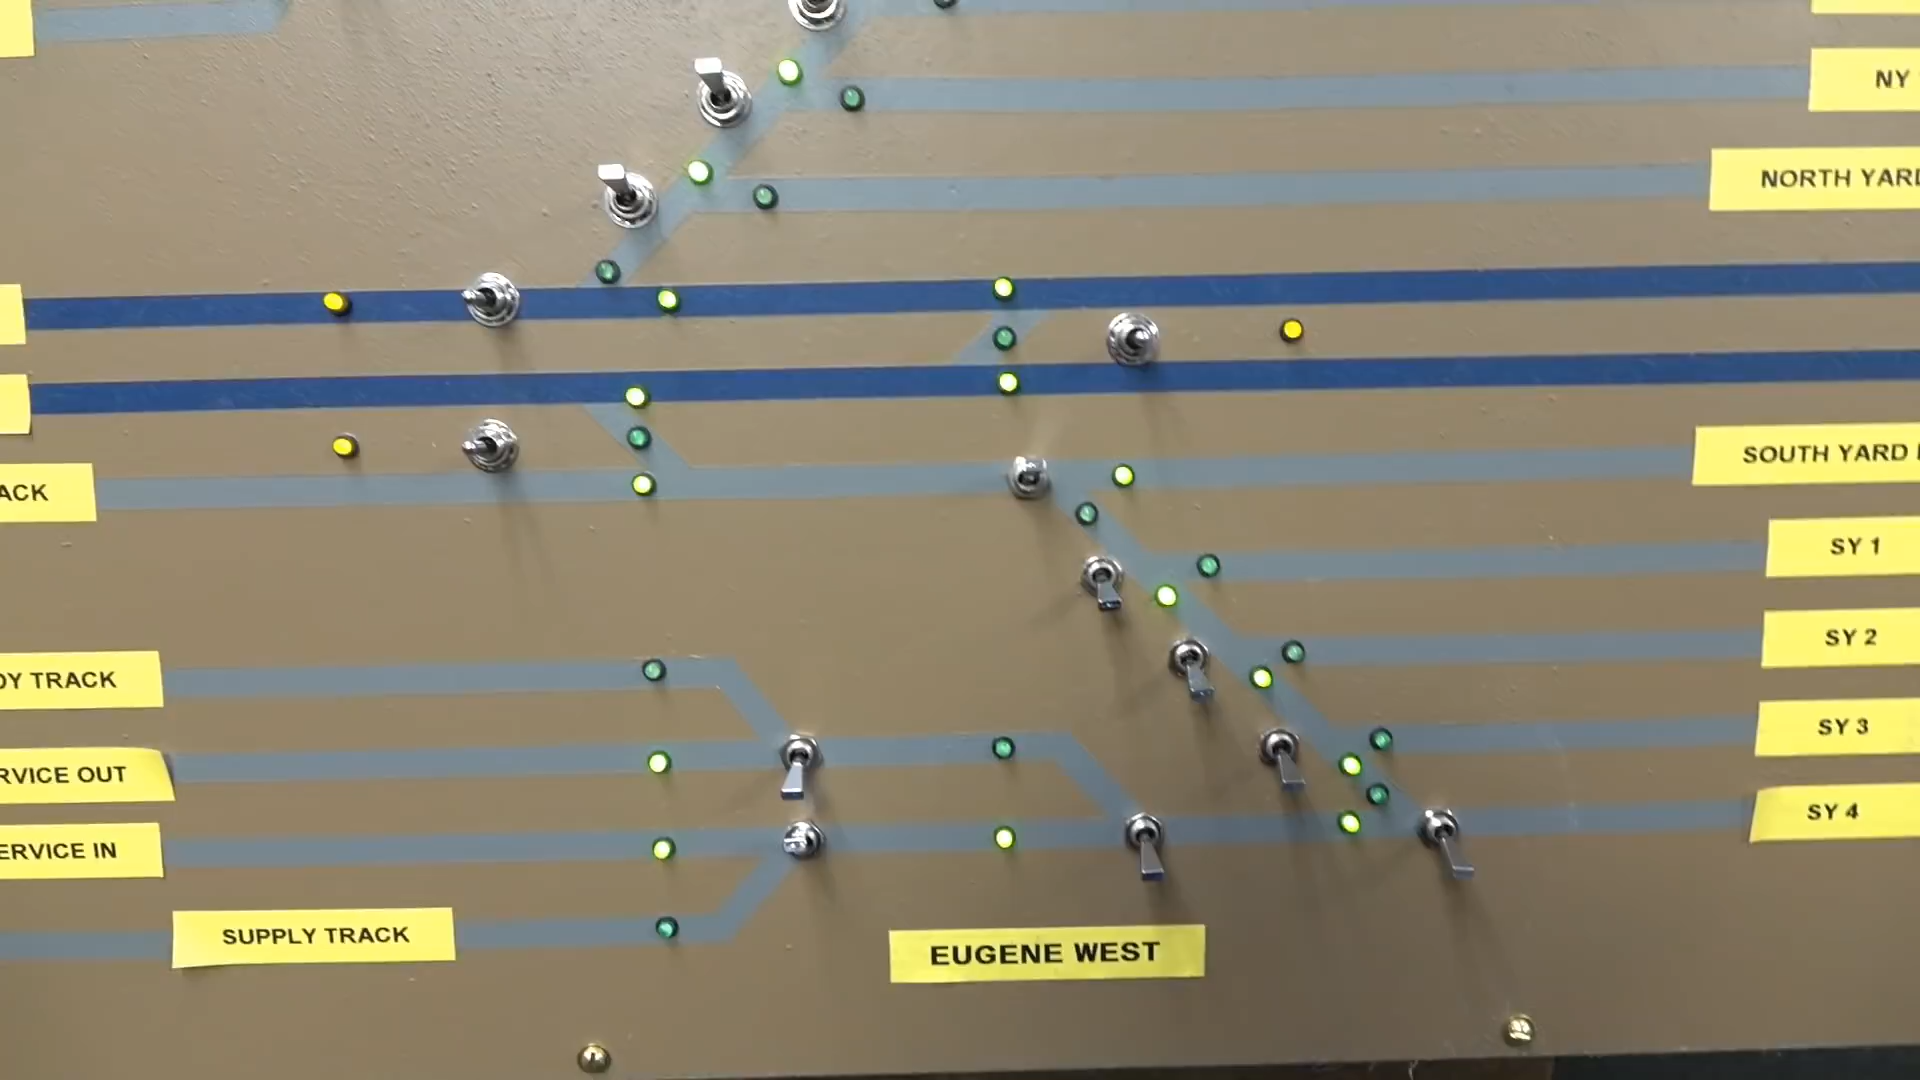 NY
NORTH YARD
SOUTH YARD
ACK
SY 1
SY 2
DY TRACK
SY 3
RVICE OUT
SY 4
ERVICE IN
SUPPLY TRACK
EUGENE WEST